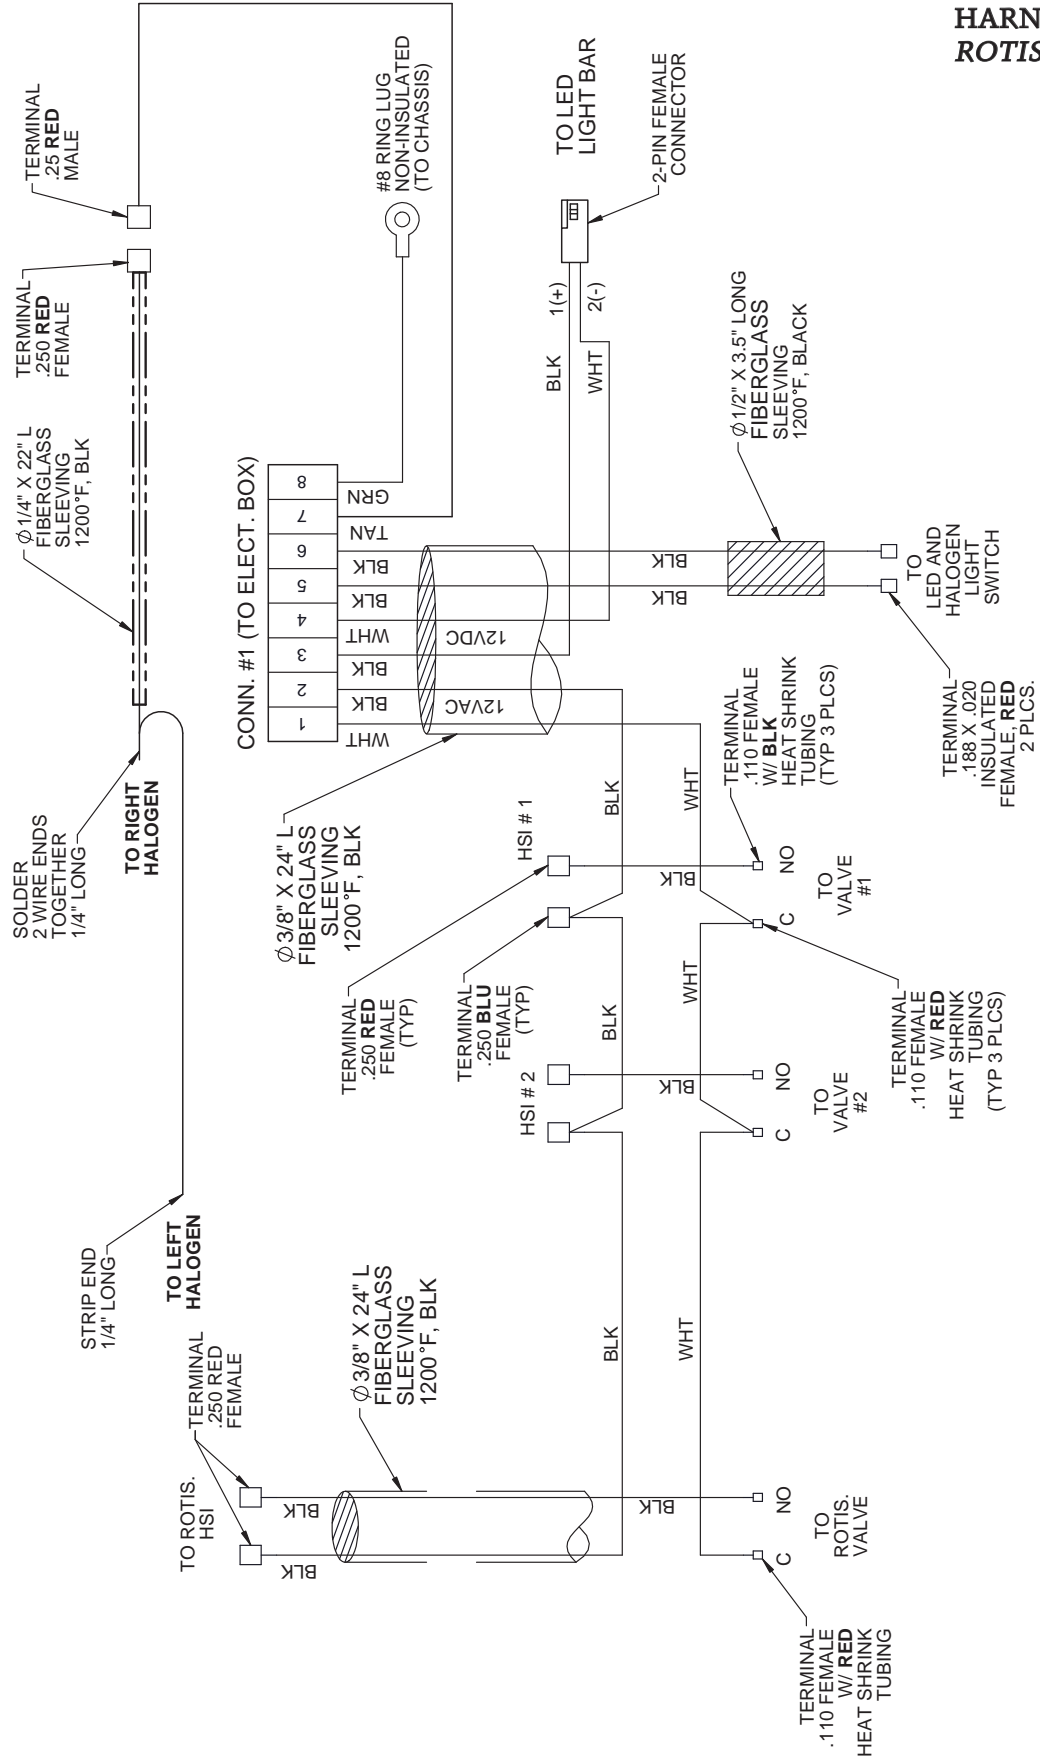 HARN
ROTIS
TERMINAL
.25 RED
MALE
TERMINAL
.250 RED
FEMALE
Ø1/4" X 22" L
FIBERGLASS
SLEEVING
1200°F, BLK
SOLDER
2 WIRE ENDS
TOGETHER
1/4" LONG
TO RIGHT
HALOGEN
STRIP END
1/4" LONG
TO LEFT
HALOGEN
#8 RING LUG
NON-INSULATED
(TO CHASSIS)
CONN. #1 (TO ELECT. BOX)
1
2
3
4
5
6
7
8
WHT
BLK
BLK
WHT
BLK
BLK
TAN
GRN
12VAC
12VDC
TO LED
LIGHT BAR
2-PIN FEMALE
CONNECTOR
1(+)
2(-)
BLK
WHT
Ø1/2" X 3.5" LONG
FIBERGLASS
SLEEVING
1200°F, BLACK
BLK
BLK
TO
LED AND
HALOGEN
LIGHT
SWITCH
TERMINAL
.188 X .020
INSULATED
FEMALE, RED
2 PLCS.
Ø3/8" X 24" L
FIBERGLASS
SLEEVING
1200°F, BLK
TERMINAL
.250 RED
FEMALE
(TYP)
TERMINAL
.250 BLU
FEMALE
(TYP)
HSI # 1
BLK
WHT
BLK
TERMINAL
.110 FEMALE
W/ BLK
HEAT SHRINK
TUBING
(TYP 3 PLCS)
NO
C
TO
VALVE
#1
HSI # 2
BLK
WHT
BLK
TERMINAL
.110 FEMALE
W/ RED
HEAT SHRINK
TUBING
(TYP 3 PLCS)
NO
C
TO
VALVE
#2
TO ROTIS.
HSI
TERMINAL
.250 RED
FEMALE
Ø3/8" X 24" L
FIBERGLASS
SLEEVING
1200°F, BLK
BLK
BLK
BLK
WHT
BLK
NO
C
TO
ROTIS.
VALVE
TERMINAL
.110 FEMALE
W/ RED
HEAT SHRINK
TUBING